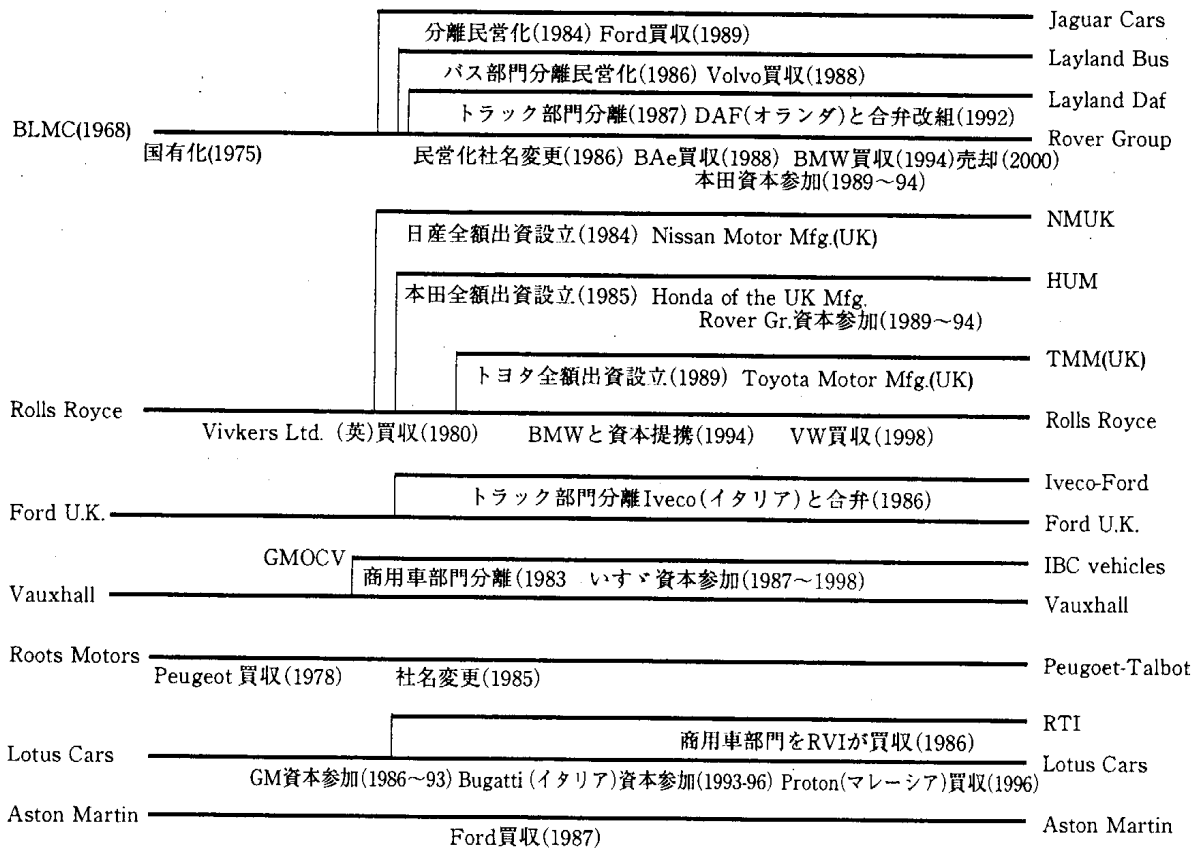 Jaguar Cars
分離民営化(1984) Ford買収(1989)
Layland Bus
バス部門分離民営化(1986) Volvo買収(1988)
Layland Daf
トラック部門分離(1987) DAF(オランダ)と合弁改組(1992)
BLMC(1968)
Rover Group
国有化(1975)
民営化社名変更(1986) BAe買収(1988) BMW買収(1994)売却(2000)
本田資本参加(1989～94)
NMUK
日産全額出資設立(1984) Nissan Motor Mfg.(UK)
HUM
本田全額出資設立(1985) Honda of the UK Mfg.
Rover Gr.資本参加(1989～94)
TMM(UK)
トヨタ全額出資設立(1989) Toyota Motor Mfg.(UK)
Rolls Royce
Rolls Royce
Vivkers Ltd. (英)買収(1980) BMWと資本提携(1994) VW買収(1998)
Iveco-Ford
トラック部門分離Iveco(イタリア)と合弁(1986)
Ford U.K.
Ford U.K.
GMOCV
IBC vehicles
商用車部門分離(1983 いすゞ資本参加(1987～1998)
Vauxhall
Vauxhall
Roots Motors
Peugoet-Talbot
Peugeot 買収(1978) 社名変更(1985)
RTI
商用車部門をRVIが買収(1986)
Lotus Cars
Lotus Cars
GM資本参加(1986～93) Bugatti (イタリア)資本参加(1993-96) Proton(マレーシア)買収(1996)
Aston Martin
Aston Martin
Ford買収(1987)